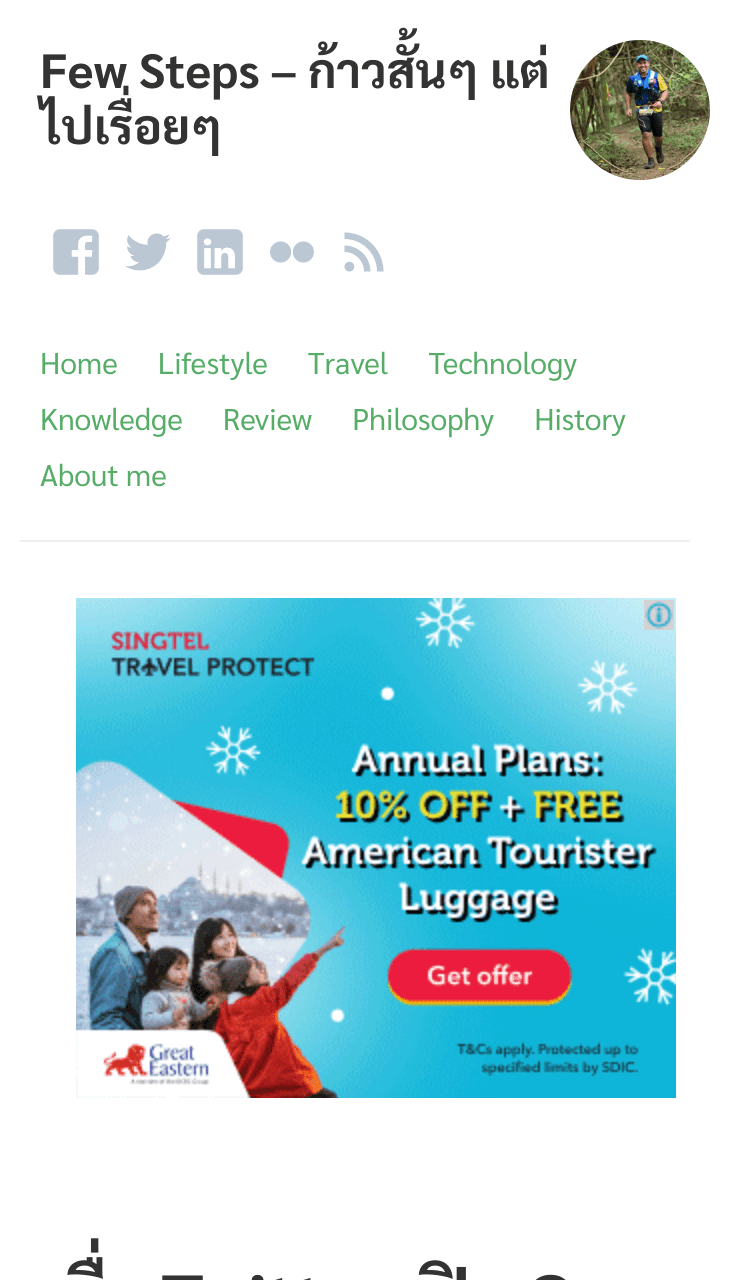 Few Steps – ก้าวสั้นๆ แต่
ไปเรื่อยๆ
Home Lifestyle Travel Technology
Knowledge Review Philosophy History
About me
SINGTEL
TRAVEL PROTECT
Annual Plans:
10% OFF + FREE
American Tourister
Luggage
Get offer
Great
Eastern
T&Cs apply. Protected up to
specified limits by SDIC.